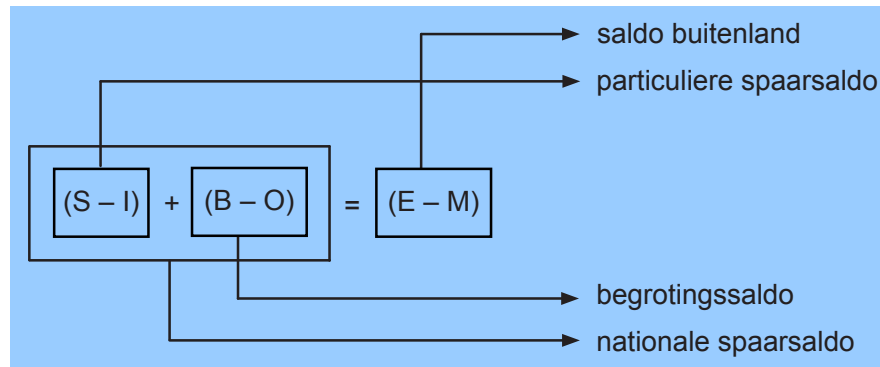 saldo buitenland
particuliere spaarsaldo
(S – I) + (B – O) = (E – M)
begrotingssaldo
nationale spaarsaldo